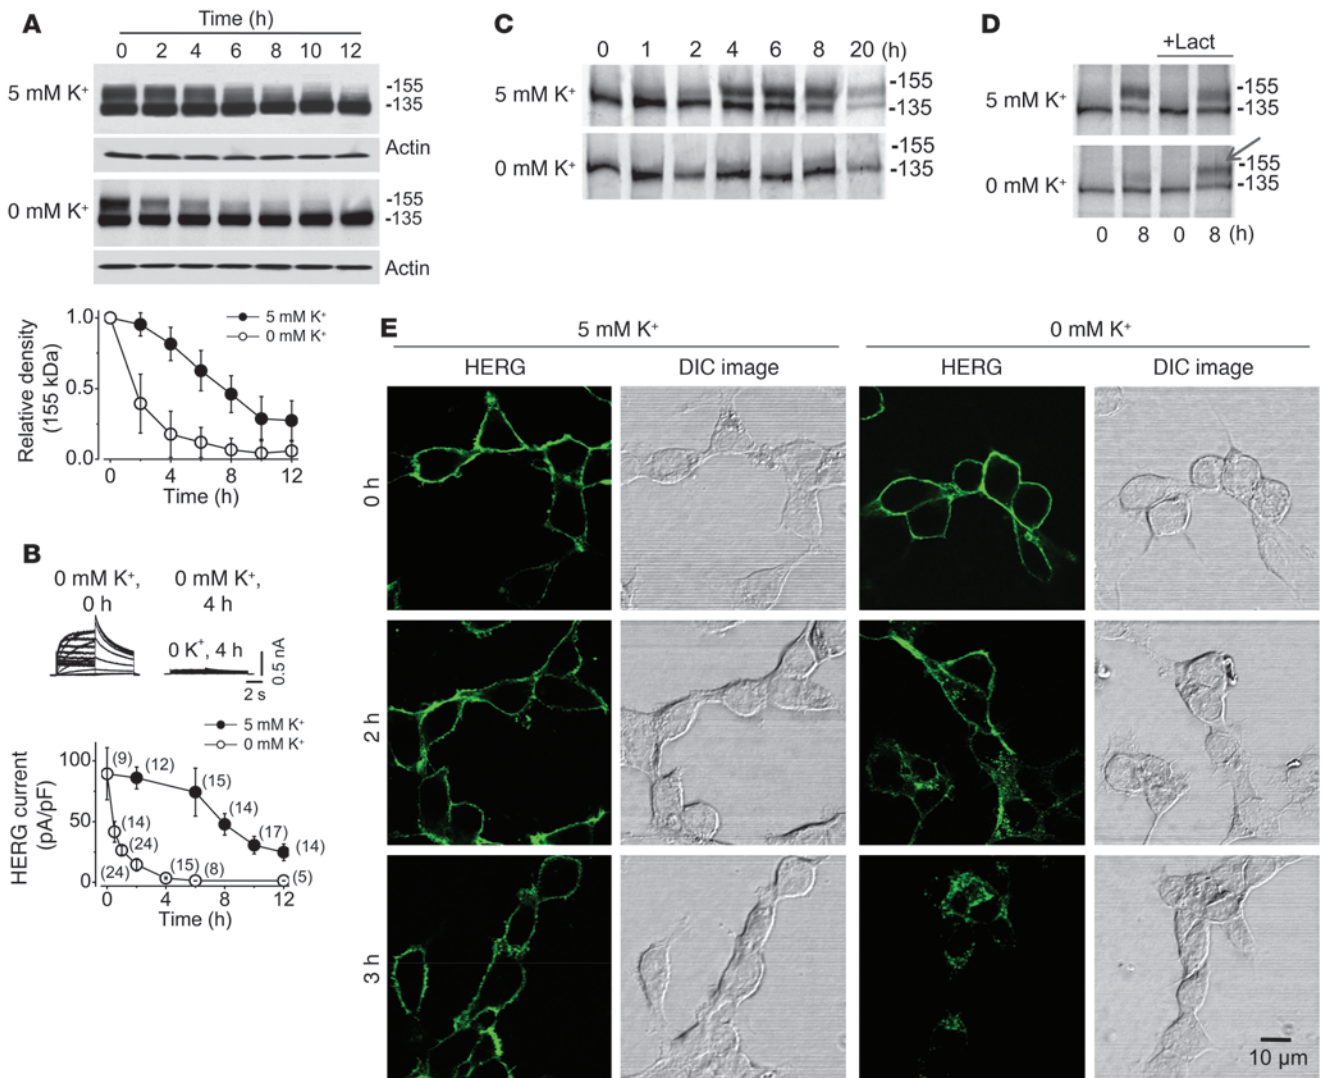 A
Time (h)
0 2 4 6 8 10 12
5 mM K⁺
-155
-135
Actin
0 mM K⁺
-155
-135
Actin
1.0
0.5
0.0
Relative density
(155 kDa)
5 mM K⁺
0 mM K⁺
0 4 8 12
Time (h)
B
0 mM K⁺,
0 h
0 mM K⁺,
4 h
0 K⁺, 4 h
0.5 nA
2 s
5 mM K⁺
0 mM K⁺
HERG current
(pA/pF)
100
50
0
(9)
(12)
(15)
(14)
(17)
(14)
(14)
(24)
(24)
(15)
(8)
(5)
0 2 4 6 8 10 12
Time (h)
C
0 1 2 4 6 8 20 (h)
5 mM K⁺
-155
-135
0 mM K⁺
-155
-135
D
+Lact
5 mM K⁺
-155
-135
0 mM K⁺
-155
-135
0 8 0 8 (h)
E
5 mM K⁺
0 mM K⁺
HERG
DIC image
HERG
DIC image
0 h
2 h
3 h
10 μm